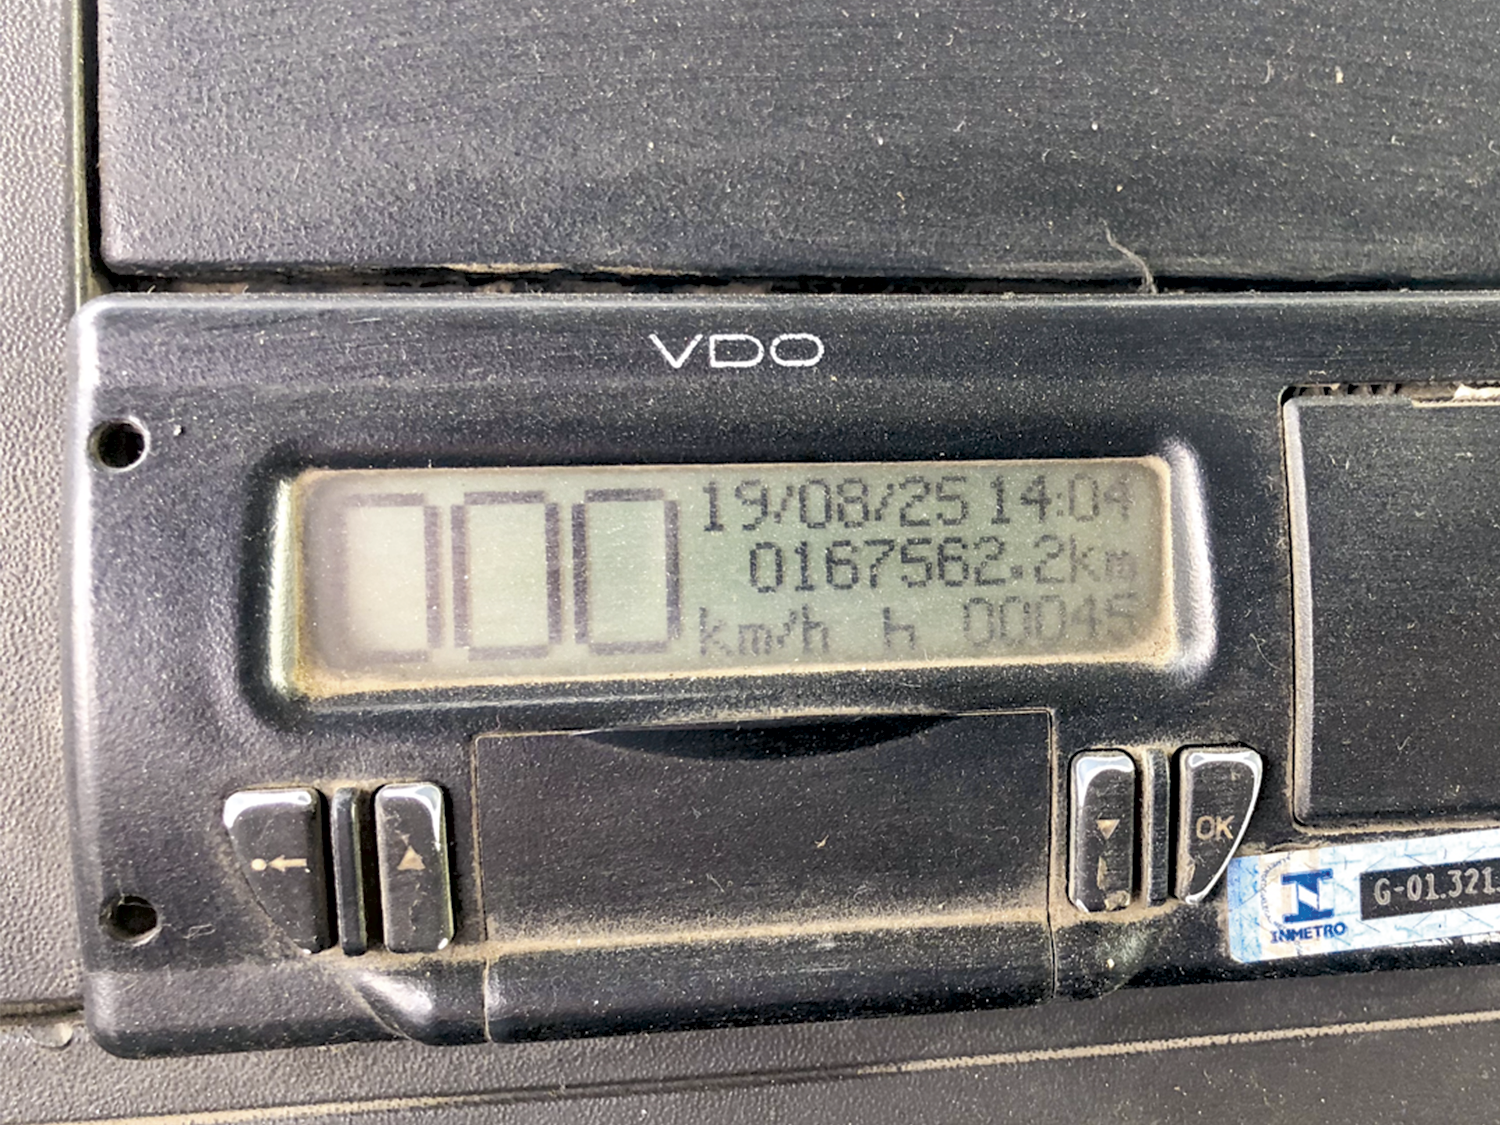 VDO
000
19/08/25 14:04
0167562.2km
km/h h 00045
OK
INMETRO
G-01.321.